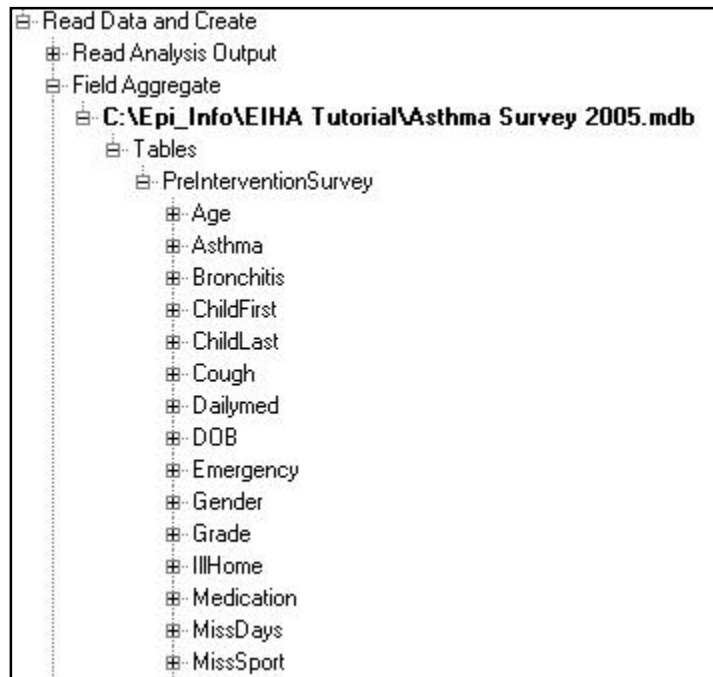 Read Data and Create
Read Analysis Output
Field Aggregate
C:\Epi_Info\EIHA Tutorial\Asthma Survey 2005.mdb
Tables
PreInterventionSurvey
Age
Asthma
Bronchitis
ChildFirst
ChildLast
Cough
Dailymed
DOB
Emergency
Gender
Grade
IllHome
Medication
MissDays
MissSport